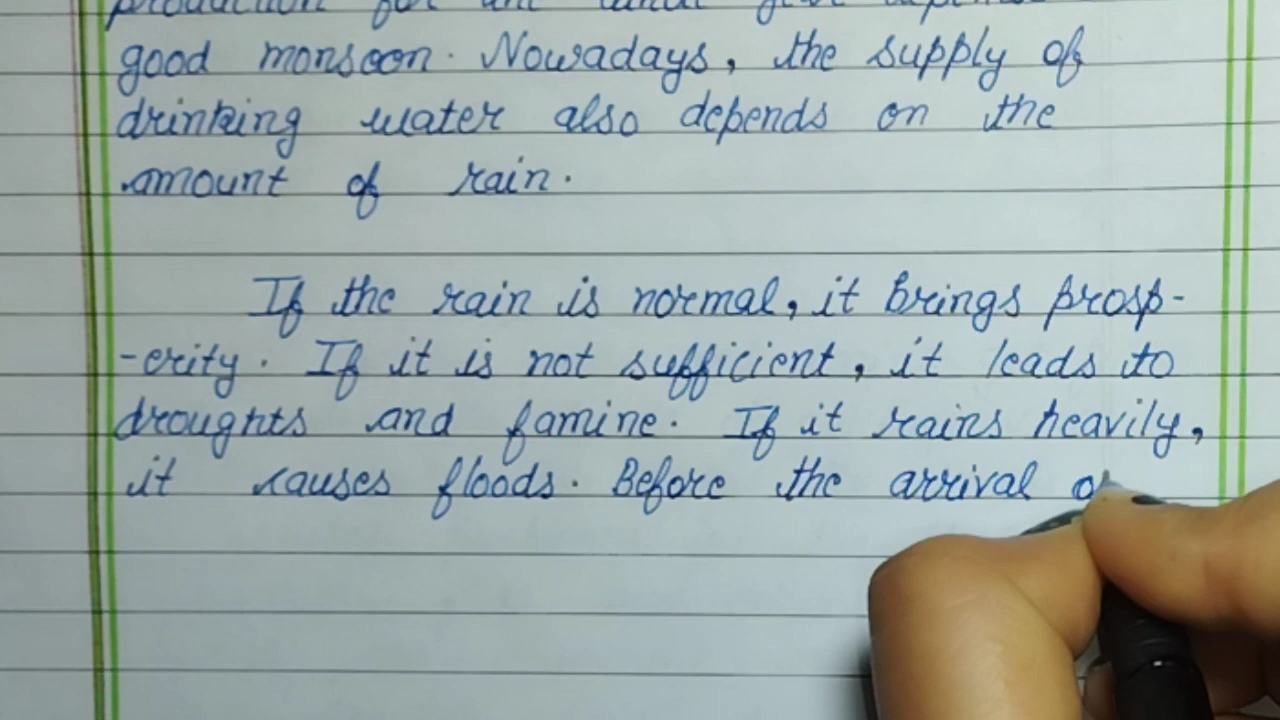 production for
good monsoon. Nowadays, the supply of
drinking water also depends on the
amount of rain.
If the rain is normal, it brings prosp-
-erity. If it is not sufficient, it leads to
droughts and famine. If it rains heavily,
it causes floods. Before the arrival